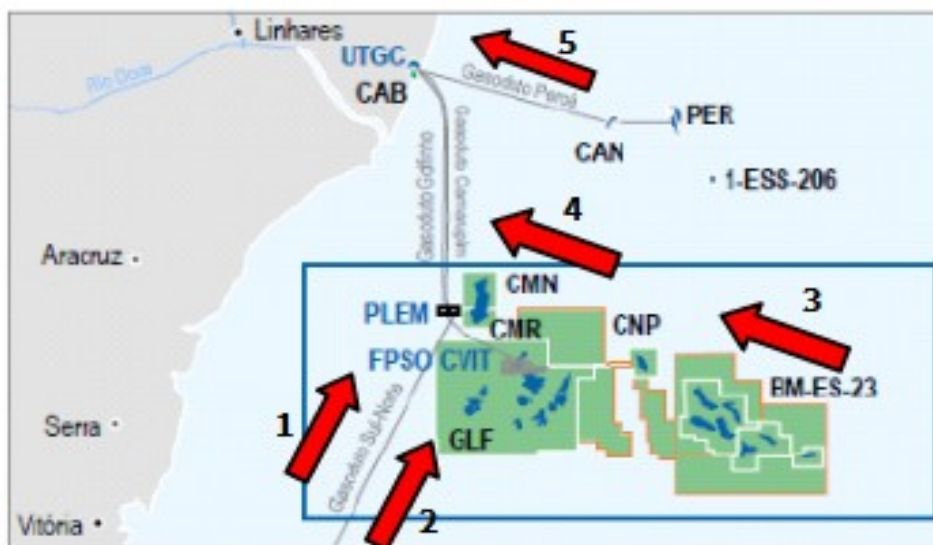 Linhares
5
UTGC
Rio Doce
CAB
Gasoduto Peroá
PER
CAN
1-ESS-206
Gasoduto Golfinho
Gasoduto Camarupim
4
Aracruz
CMN
3
PLEM
CMR
CNP
FPSO CVIT
BM-ES-23
1
Serra
GLF
Gasoduto Sul-Norte
2
Vitória